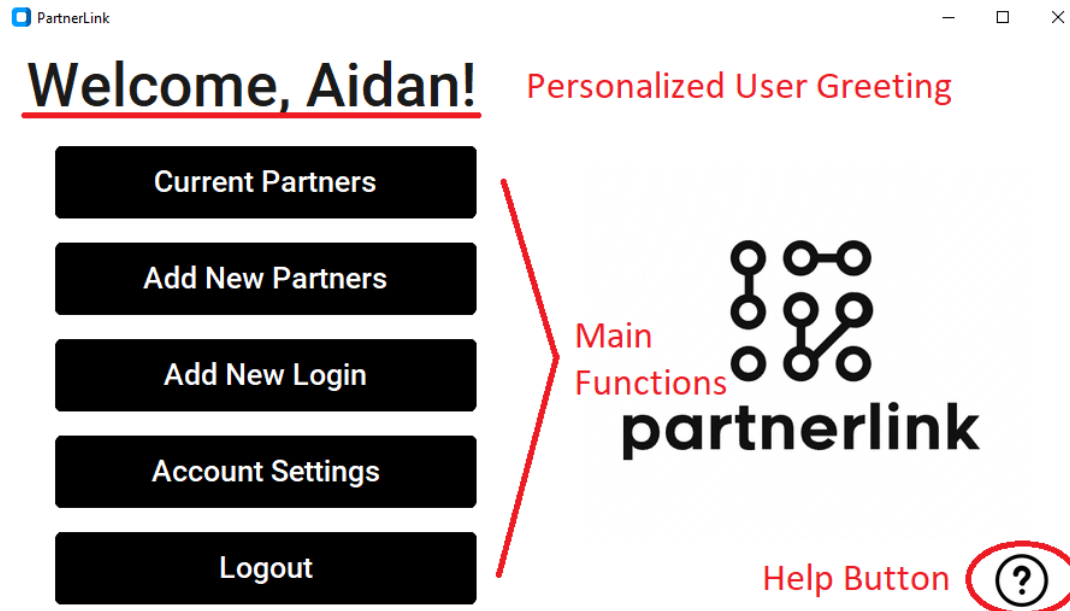 PartnerLink
Welcome, Aidan!
Personalized User Greeting
Current Partners
Add New Partners
Add New Login
Account Settings
Logout
Main
Functions
partnerlink
Help Button
?